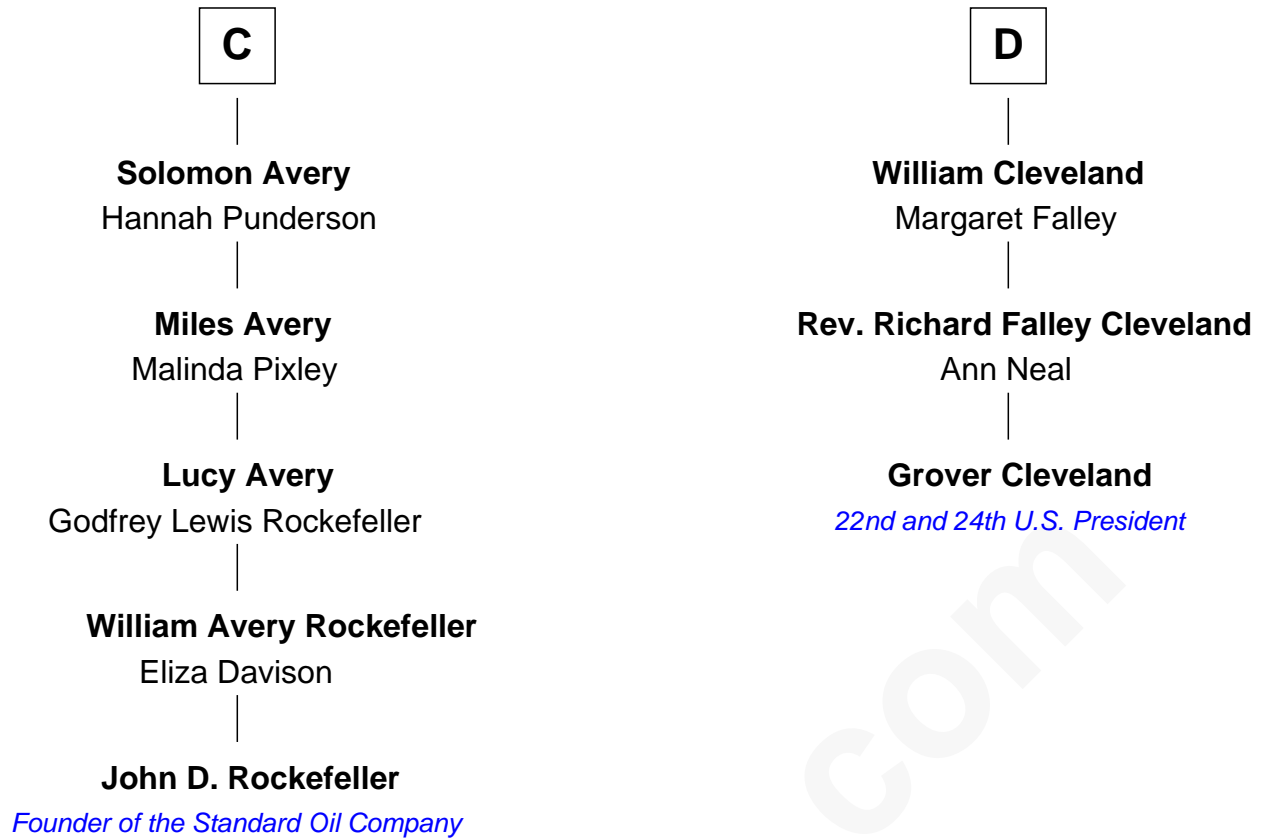 C
Solomon Avery
Hannah Punderson
Miles Avery
Malinda Pixley
Lucy Avery
Godfrey Lewis Rockefeller
William Avery Rockefeller
Eliza Davison
John D. Rockefeller
Founder of the Standard Oil Company
D
William Cleveland
Margaret Falley
Rev. Richard Falley Cleveland
Ann Neal
Grover Cleveland
22nd and 24th U.S. President
com